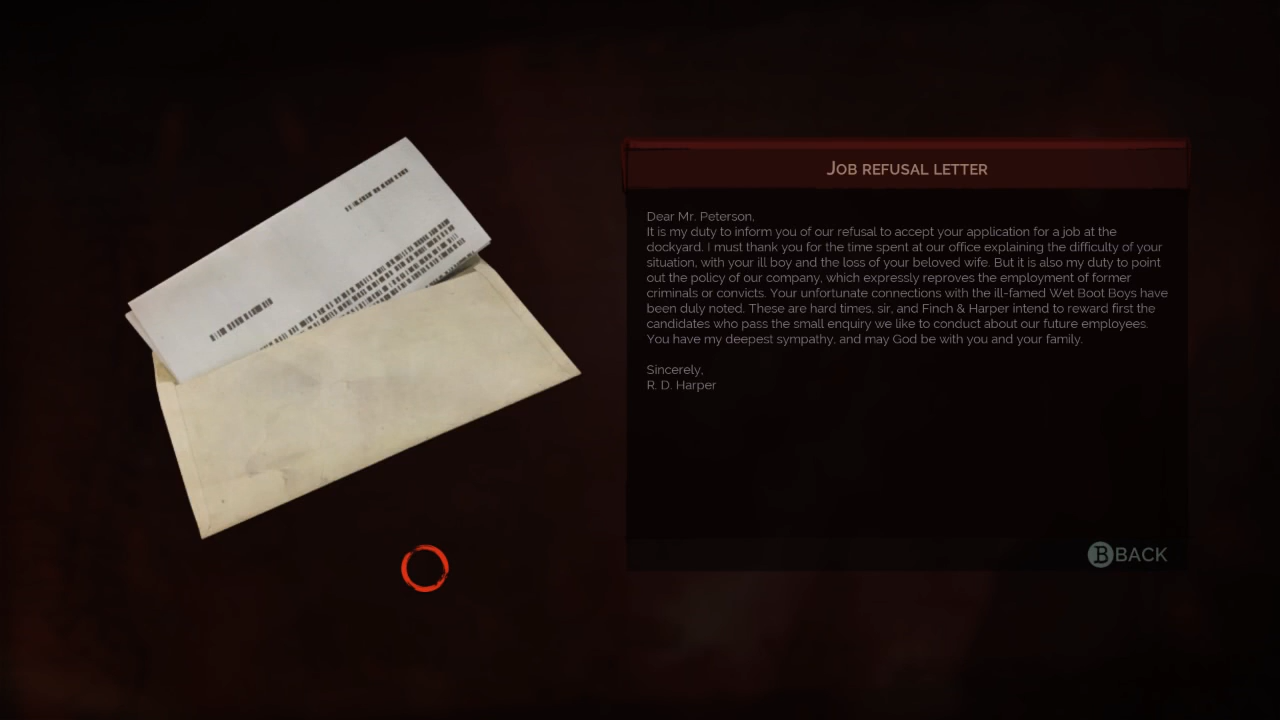 JOB REFUSAL LETTER
Dear Mr. Peterson,
It is my duty to inform you of our refusal to accept your application for a job at the
dockyard. I must thank you for the time spent at our office explaining the difficulty of your
situation, with your ill boy and the loss of your beloved wife. But it is also my duty to point
out the policy of our company, which expressly reproves the employment of former
criminals or convicts. Your unfortunate connections with the ill-famed Wet Boot Boys have
been duly noted. These are hard times, sir, and Finch & Harper intend to reward first the
candidates who pass the small enquiry we like to conduct about our future employees.
You have my deepest sympathy, and may God be with you and your family.
Sincerely,
R. D. Harper
B BACK